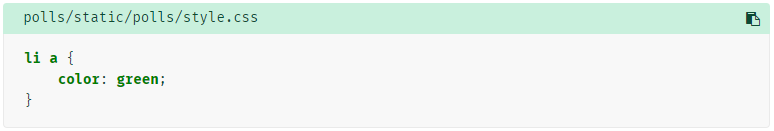 polls/static/polls/style.css
li a {
    color: green;
}